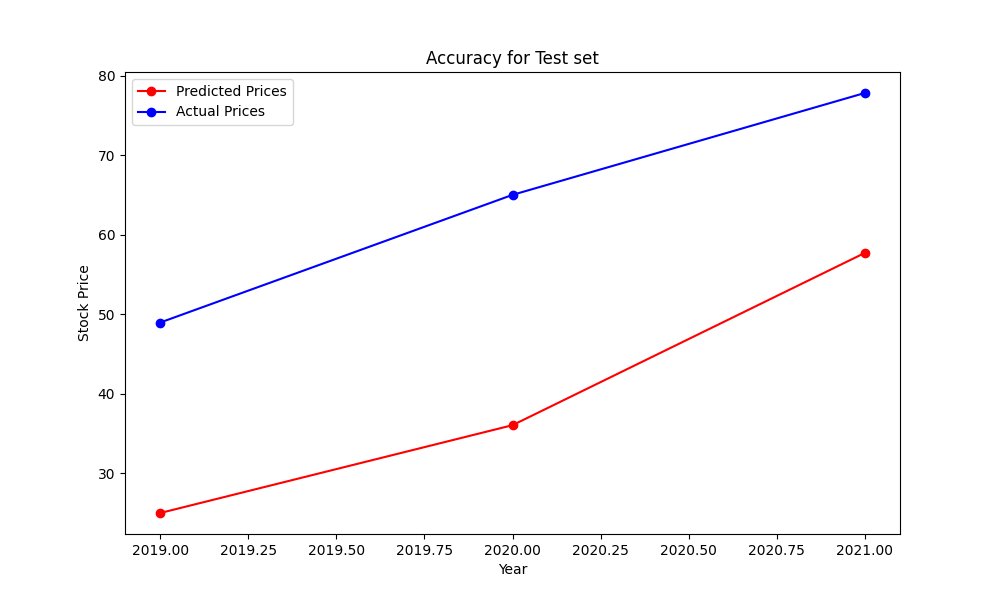 Accuracy for Test set
Predicted Prices
Actual Prices
80
70
60
50
40
30
Stock Price
2019.00 2019.25 2019.50 2019.75 2020.00 2020.25 2020.50 2020.75 2021.00
Year